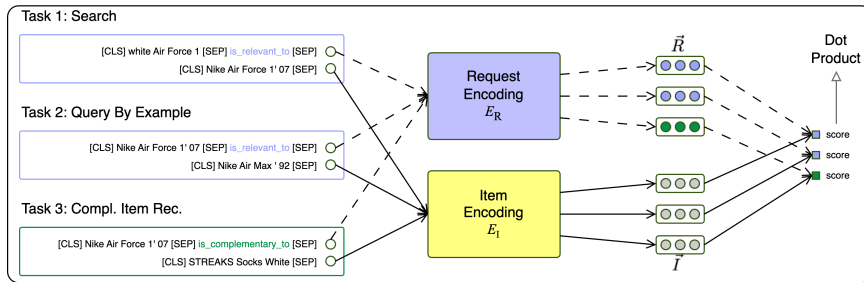 Task 1: Search
[CLS] white Air Force 1 [SEP] is_relevant_to [SEP]
[CLS] Nike Air Force 1' 07 [SEP]
Task 2: Query By Example
[CLS] Nike Air Force 1' 07 [SEP] is_relevant_to [SEP]
[CLS] Nike Air Max ' 92 [SEP]
Task 3: Compl. Item Rec.
[CLS] Nike Air Force 1' 07 [SEP] is_complementary_to [SEP]
[CLS] STREAKS Socks White [SEP]
Request
Encoding
E_R
Item
Encoding
E_I
R⃗
I⃗
Dot
Product
score
score
score